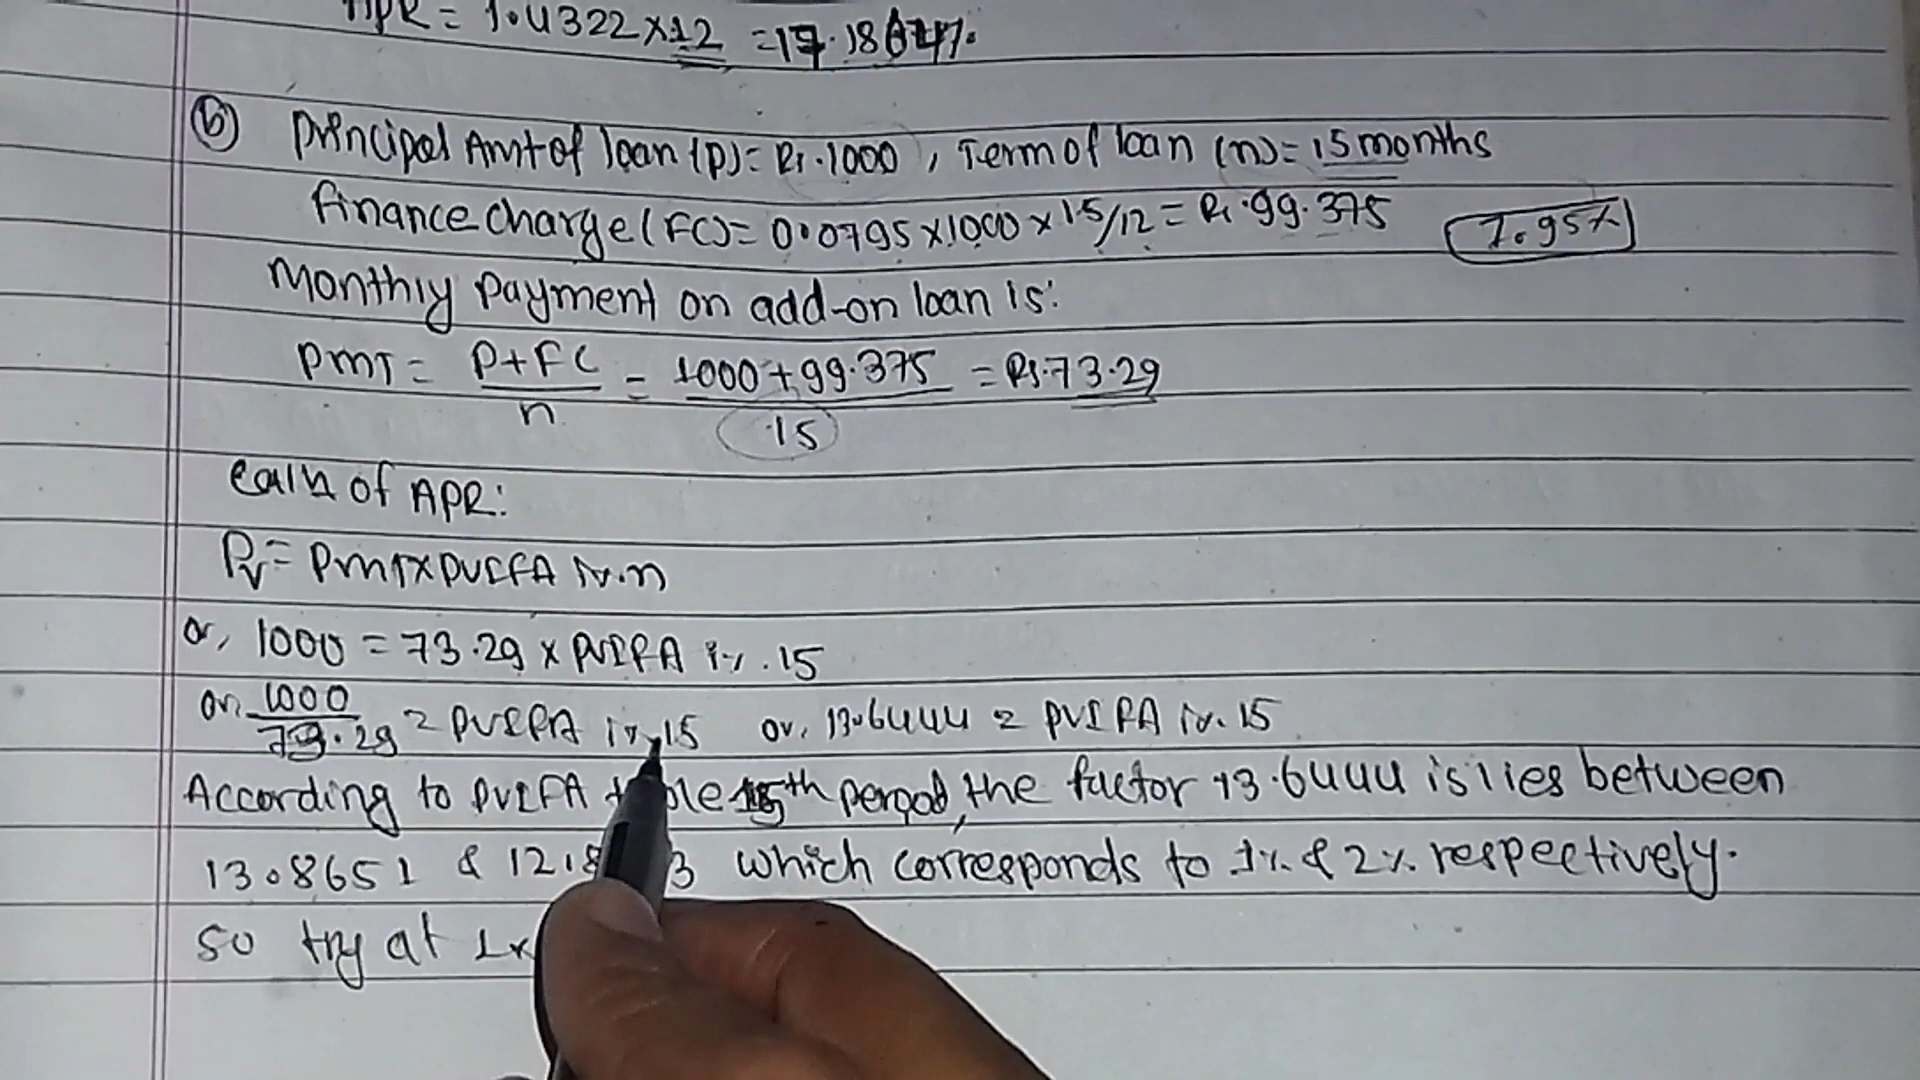 APR = 1.4322 × 12 = 17.1864%.
(b) Principal Amt of loan (P) = Rs.1000, Term of loan (n) = 15 months
Finance charge (FC) = 0.0795 × 1000 × 15/12 = Rs.99.375 7.95%
Monthly payment on add-on loan is:
PMT = P+FC / n = 1000 + 99.375 / 15 = Rs.73.29
Caln of APR:
PV = PMT × PVIFA i%.n
or, 1000 = 73.29 × PVIFA i%.15
or, 1000 / 73.29 = PVIFA i%.15 or, 13.6444 = PVIFA i%.15
According to PVIFA 15th period, the factor 13.6444 is lies between
13.8651 & which corresponds to 1% & 2% respectively.
so try at 1%